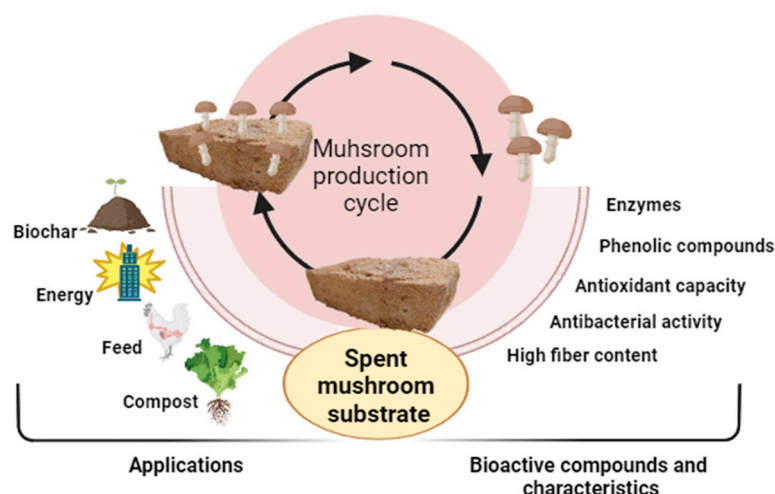 Muhsroom
production
cycle
Biochar
Energy
Feed
Compost
Enzymes
Phenolic compounds
Antioxidant capacity
Antibacterial activity
High fiber content
Spent
mushroom
substrate
Applications
Bioactive compounds and
characteristics